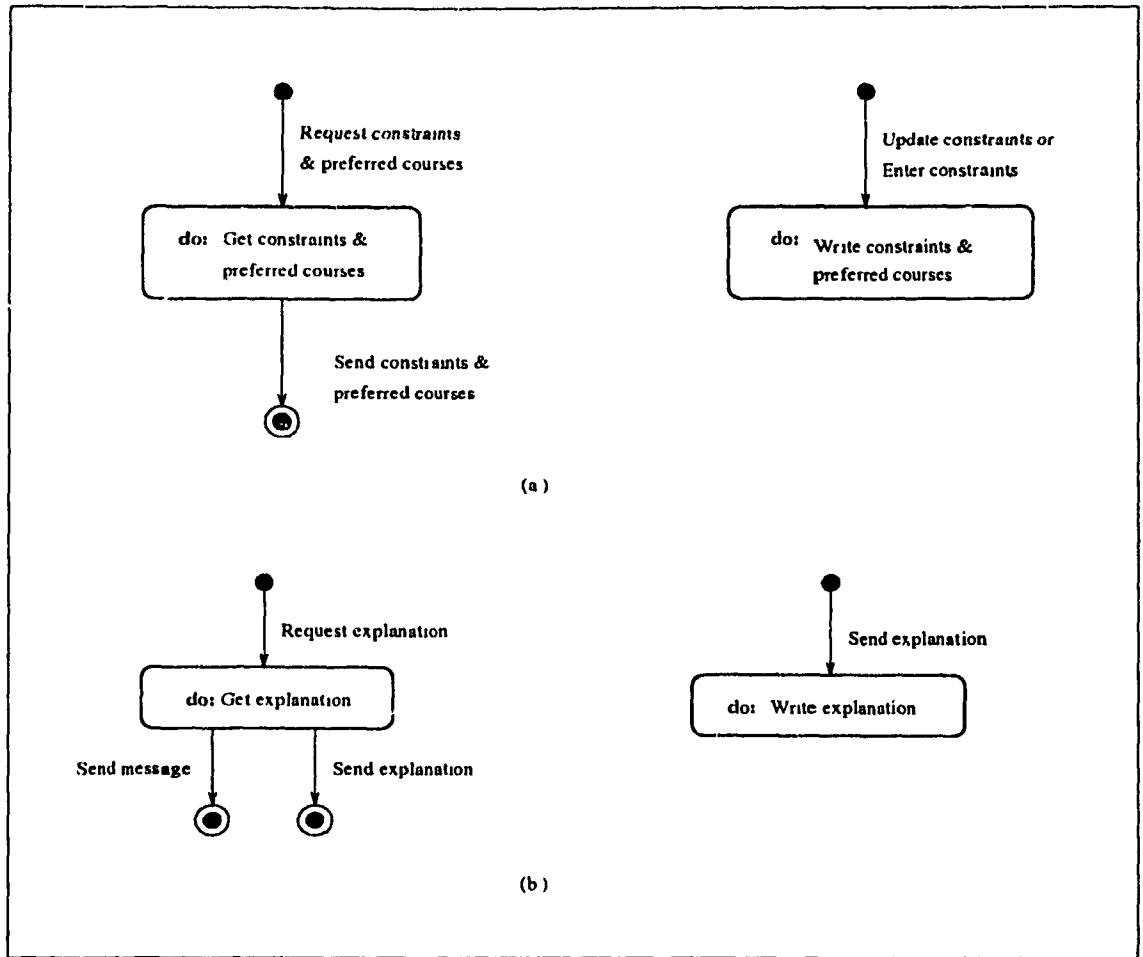 Request constraints
& preferred courses
do: Get constraints &
preferred courses
Send constraints &
preferred courses
Update constraints or
Enter constraints
do: Write constraints &
preferred courses
(a)
Request explanation
do: Get explanation
Send message
Send explanation
Send explanation
do: Write explanation
(b)